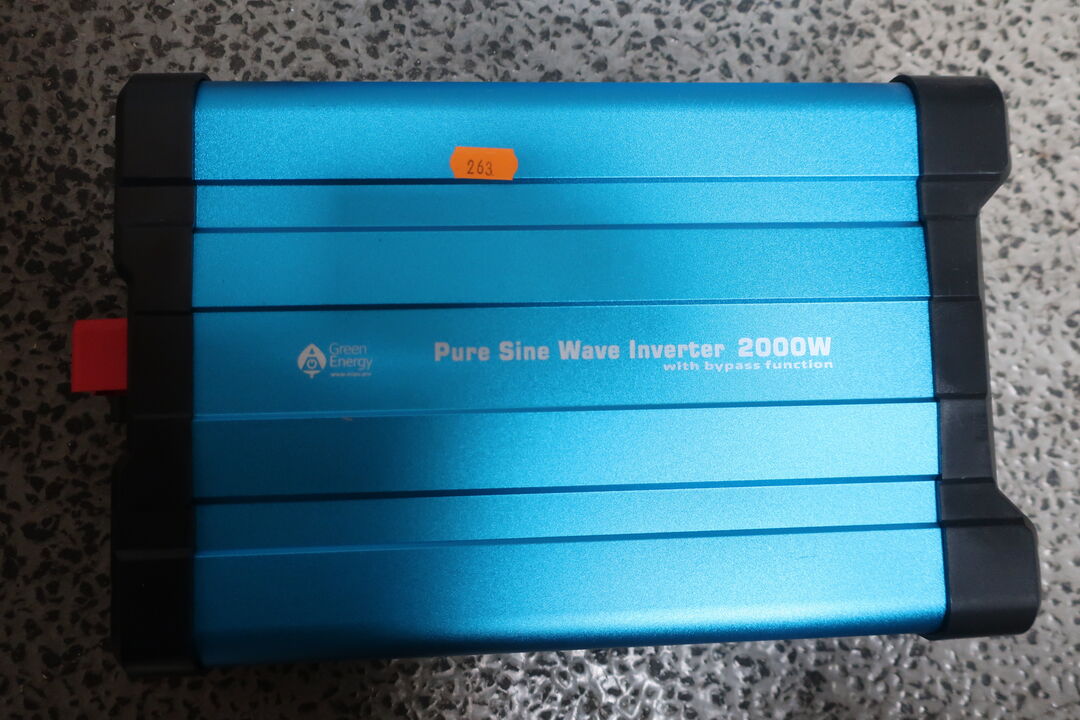 263
Green
Energy
Pure Sine Wave Inverter 2000W
with bypass function